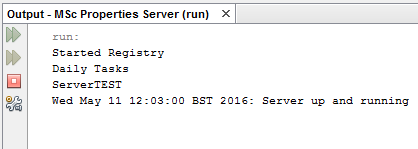 Output - MSc Properties Server (run) X
run:
Started Registry
Daily Tasks
ServerTEST
Wed May 11 12:03:00 BST 2016: Server up and running